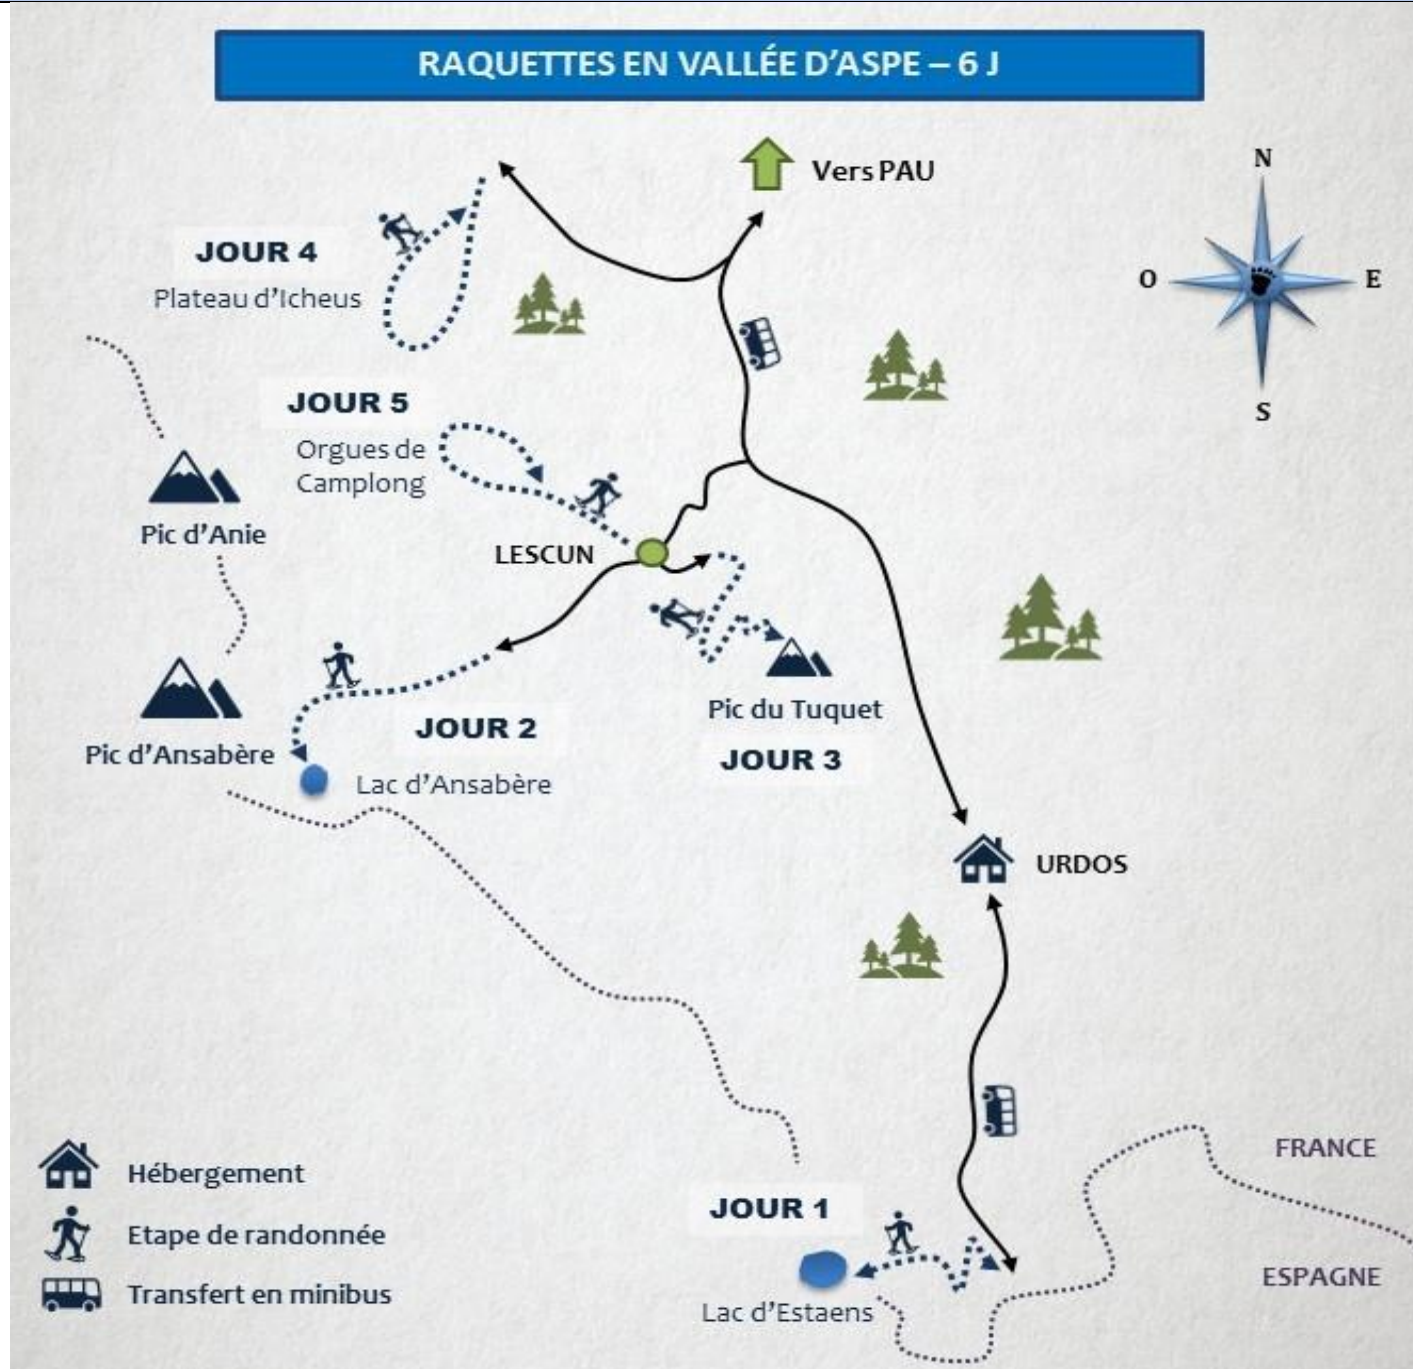 RAQUETTES EN VALLÉE D'ASPE – 6 J
Vers PAU
N
O
E
S
JOUR 4
Plateau d'Icheus
JOUR 5
Orgues de
Camplong
Pic d'Anie
LESCUN
Pic d'Ansabère
JOUR 2
Lac d'Ansabère
Pic du Tuquet
JOUR 3
URDOS
Hébergement
Etape de randonnée
Transfert en minibus
JOUR 1
Lac d'Estaens
FRANCE
ESPAGNE